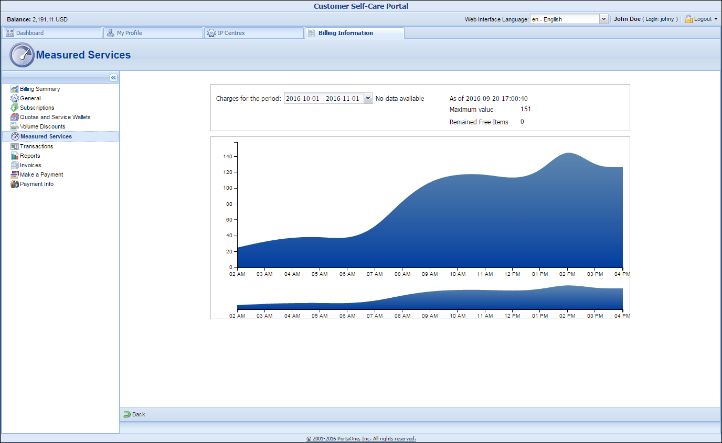 Customer Self-Care Portal
Balance: 2,191.11 USD
Web Interface Language: en - English
John Doe ( Login: johny )
Logout
Dashboard
My Profile
IP Centrex
Billing Information
Measured Services
Billing Summary
General
Subscriptions
Quotas and Service Wallets
Volume Discounts
Measured Services
Transactions
Reports
Invoices
Make a Payment
Payment Info
Charges for the period: 2016-10-01 - 2016-11-01 No data available
As of 2016-09-20 17:00:40
Maximum value 151
Remained Free Items 0
140
120
100
80
60
40
20
0
02 AM 03 AM 04 AM 05 AM 06 AM 07 AM 08 AM 09 AM 10 AM 11 AM 12 PM 01 PM 02 PM 03 PM 04 PM
02 AM 03 AM 04 AM 05 AM 06 AM 07 AM 08 AM 09 AM 10 AM 11 AM 12 PM 01 PM 02 PM 03 PM 04 PM
Back
© 2001-2016 PortaOne, Inc. All rights reserved.